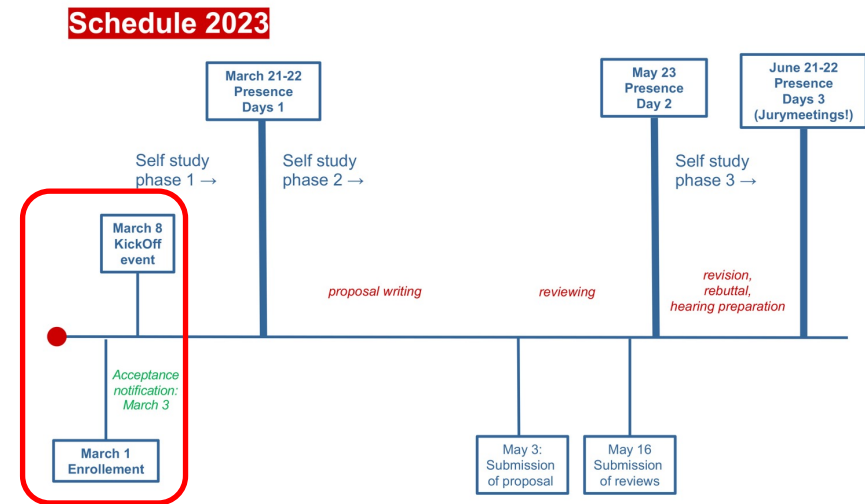 Schedule 2023
March 21-22
Presence
Days 1
May 23
Presence
Day 2
June 21-22
Presence
Days 3
(Jurymeetings!)
Self study
phase 1 →
Self study
phase 2 →
Self study
phase 3 →
March 8
KickOff
event
proposal writing
reviewing
revision,
rebuttal,
hearing preparation
Acceptance
notification:
March 3
March 1
Enrollement
May 3:
Submission
of proposal
May 16
Submission
of reviews